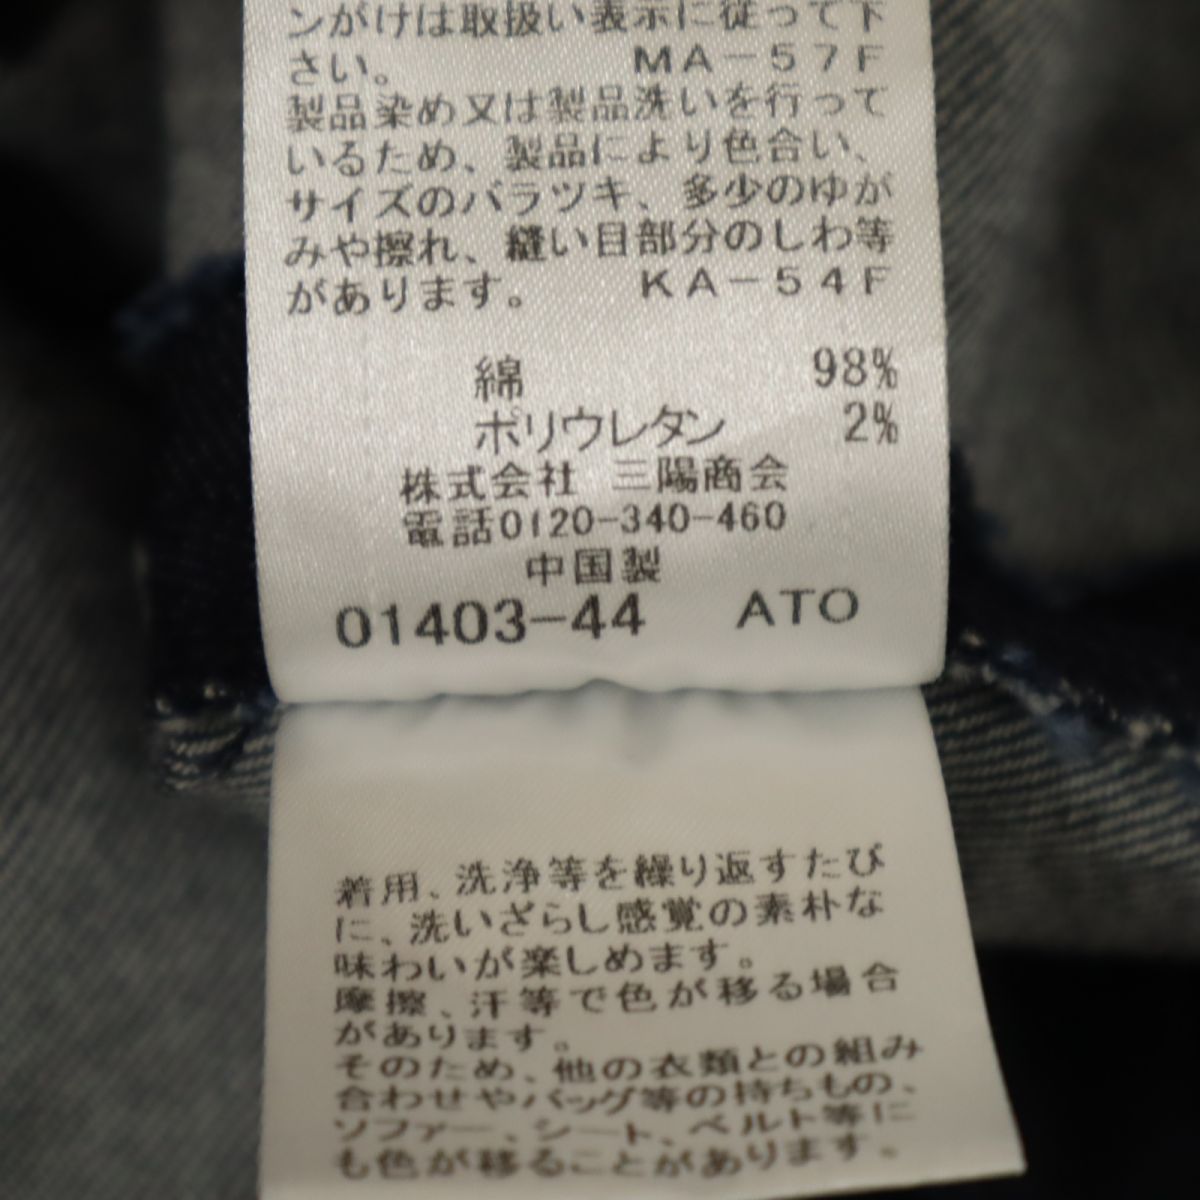 ンがけは取扱い表示に従って下
さい。 MA-57F
製品染め又は製品洗いを行って
いるため、製品により色合い、
サイズのバラツキ、多少のゆが
みや擦れ、縫い目部分のしわ等
があります。 KA-54F
綿 98%
ポリウレタン 2%
株式会社 三陽商会
電話0120-340-460
中国製
01403-44 ATO
着用、洗浄等を繰り返すたび
に、洗いざらし感覚の素朴な
味わいが楽しめます。
摩擦、汗等で色が移る場合
があります。
そのため、他の衣類との組み
合わせやバッグ等の持ちもの、
ソファー、シート、ベルト等に
も色が移ることがあります。